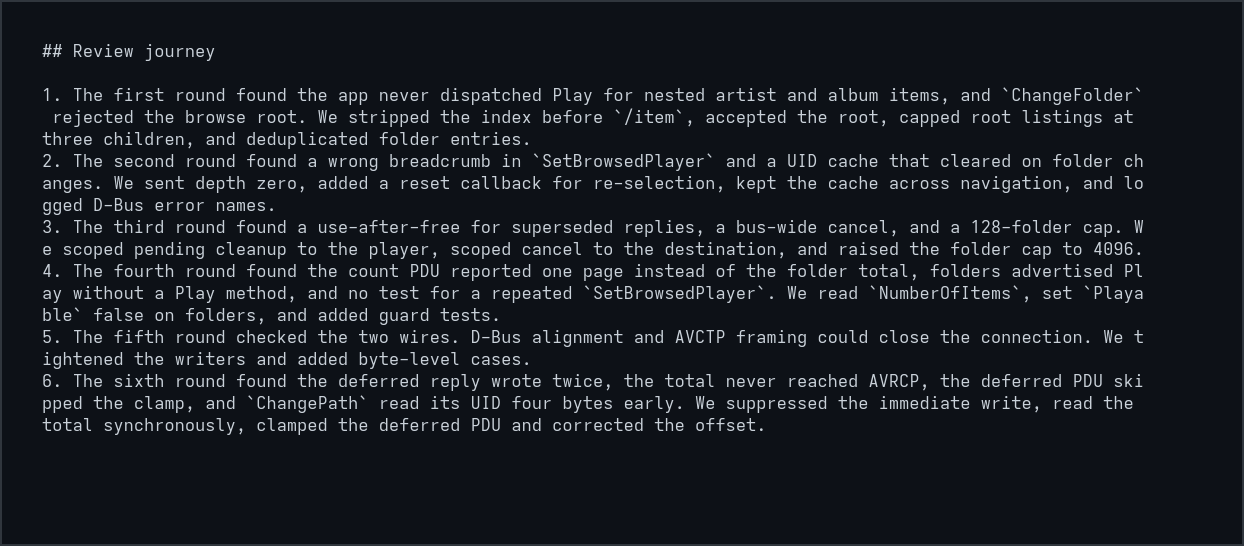 ## Review journey
1. The first round found the app never dispatched Play for nested artist and album items, and `ChangeFolder`
 rejected the browse root. We stripped the index before `/item`, accepted the root, capped root listings at
three children, and deduplicated folder entries.
2. The second round found a wrong breadcrumb in `SetBrowsedPlayer` and a UID cache that cleared on folder ch
anges. We sent depth zero, added a reset callback for re-selection, kept the cache across navigation, and lo
gged D-Bus error names.
3. The third round found a use-after-free for superseded replies, a bus-wide cancel, and a 128-folder cap. W
e scoped pending cleanup to the player, scoped cancel to the destination, and raised the folder cap to 4096.
4. The fourth round found the count PDU reported one page instead of the folder total, folders advertised Pl
ay without a Play method, and no test for a repeated `SetBrowsedPlayer`. We read `NumberOfItems`, set `Playa
ble` false on folders, and added guard tests.
5. The fifth round checked the two wires. D-Bus alignment and AVCTP framing could close the connection. We t
ightened the writers and added byte-level cases.
6. The sixth round found the deferred reply wrote twice, the total never reached AVRCP, the deferred PDU ski
pped the clamp, and `ChangePath` read its UID four bytes early. We suppressed the immediate write, read the
total synchronously, clamped the deferred PDU and corrected the offset.